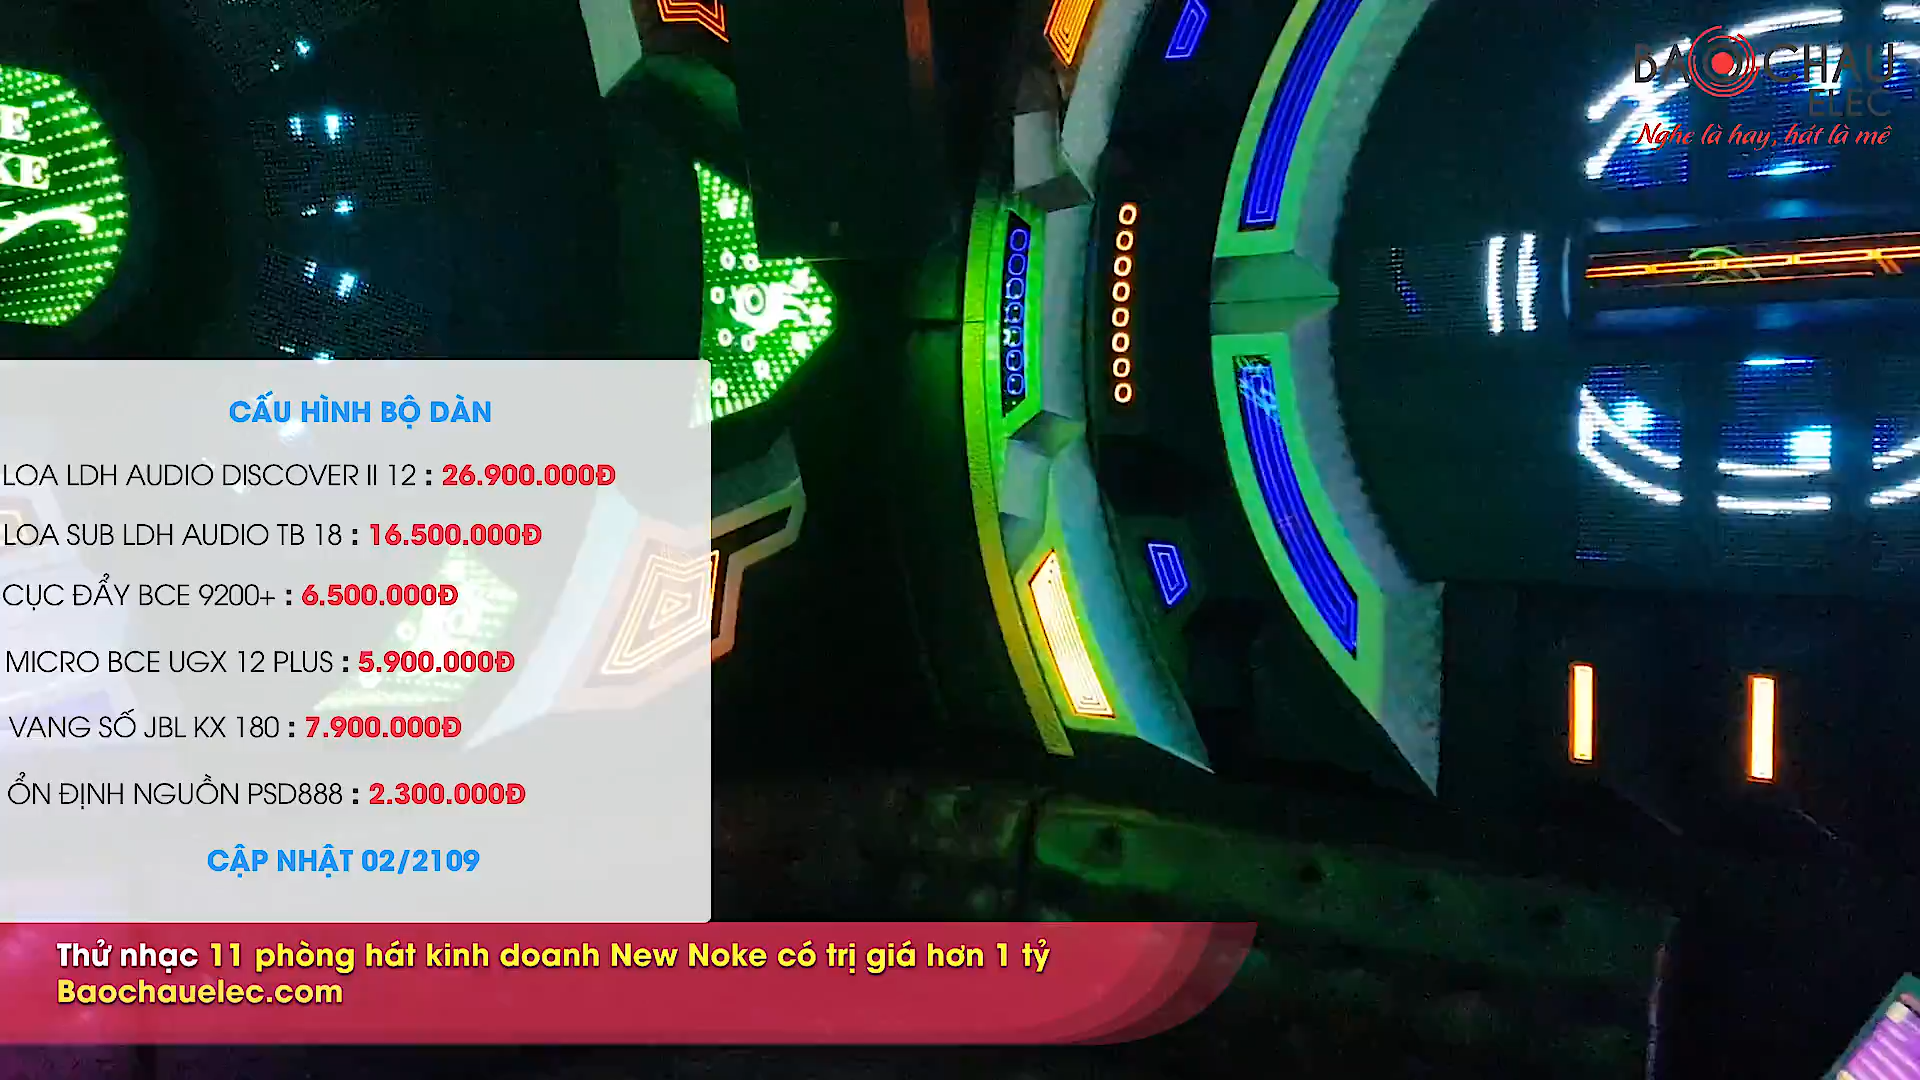 BAOCHAU
ELEC
Nghe là hay, hát là mê
KE
CẤU HÌNH BỘ DÀN
LOA LDH AUDIO DISCOVER II 12 : 26.900.000Đ
LOA SUB LDH AUDIO TB 18 : 16.500.000Đ
CỤC ĐẨY BCE 9200+ : 6.500.000Đ
MICRO BCE UGX 12 PLUS : 5.900.000Đ
VANG SỐ JBL KX 180 : 7.900.000Đ
ỔN ĐỊNH NGUỒN PSD888 : 2.300.000Đ
CẬP NHẬT 02/2109
Thử nhạc 11 phòng hát kinh doanh New Noke có trị giá hơn 1 tỷ
Baochauelec.com